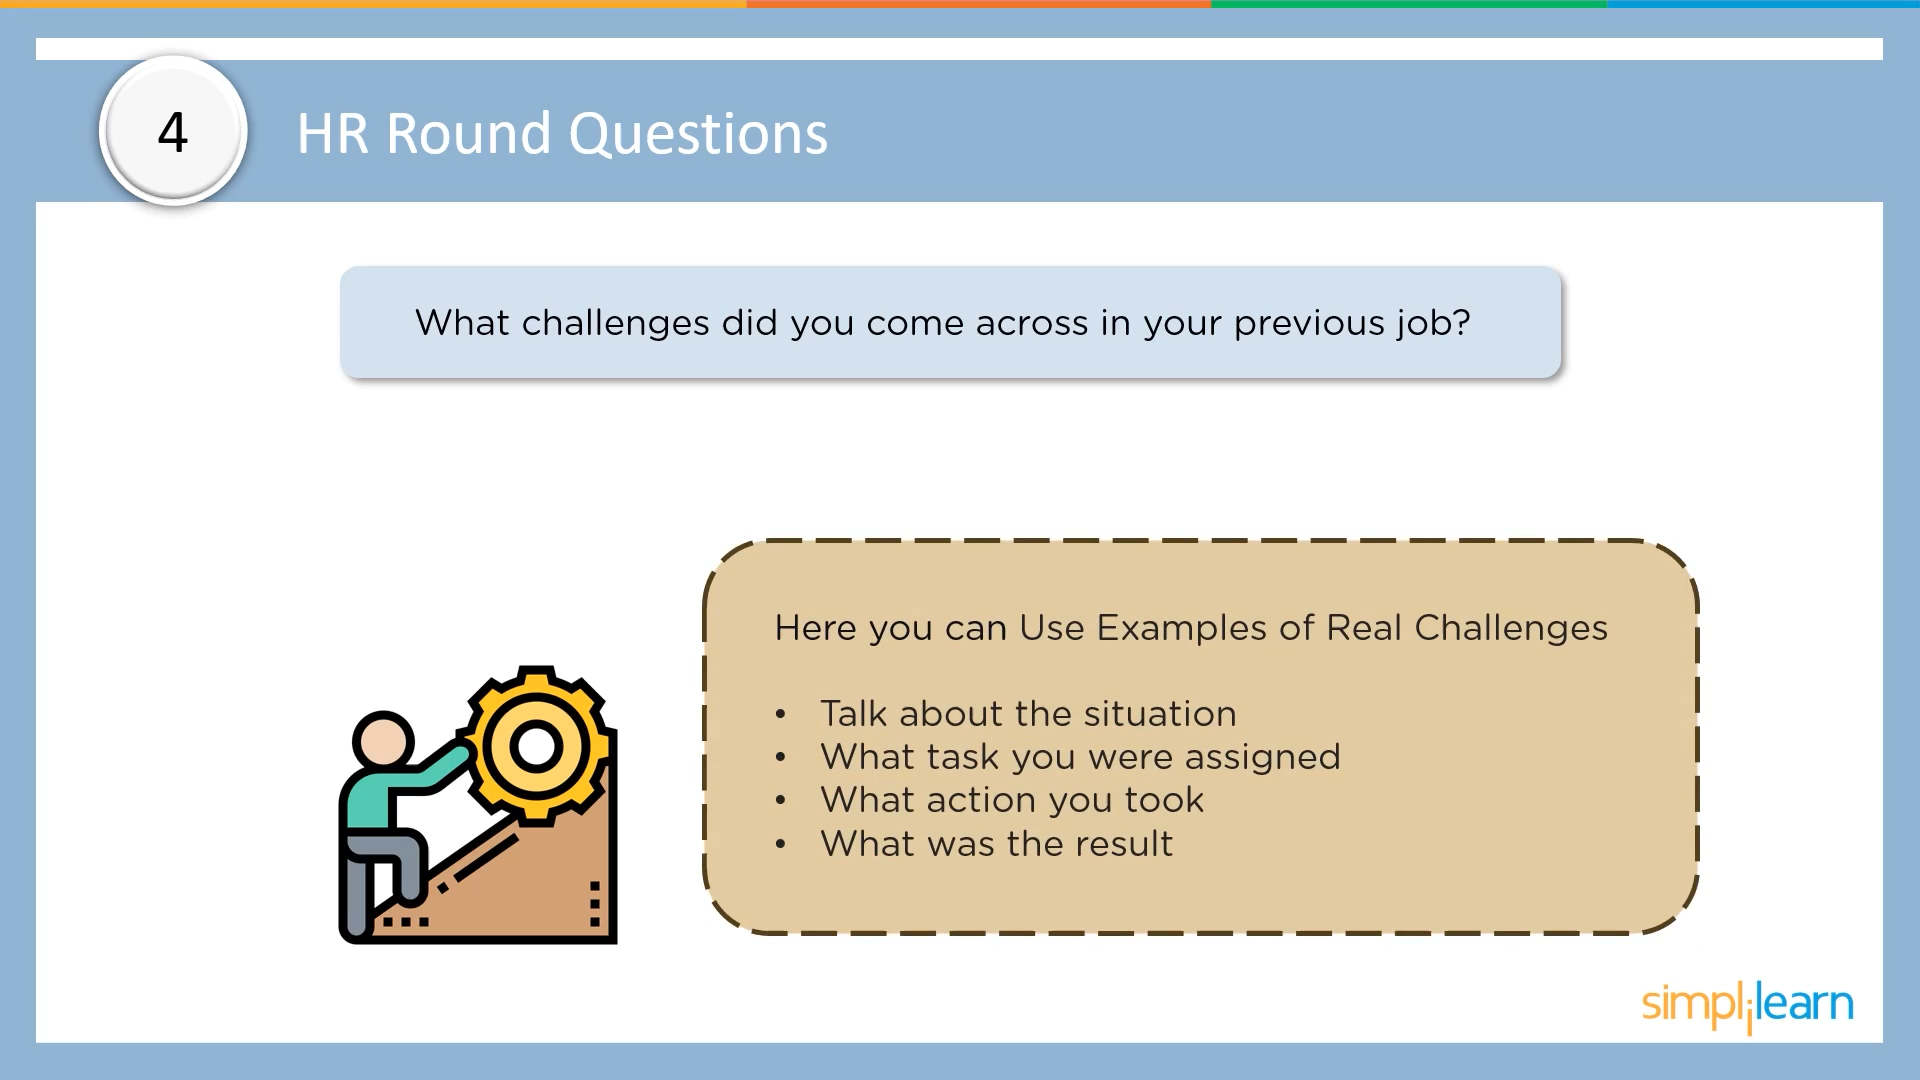 4
HR Round Questions
What challenges did you come across in your previous job?
Here you can Use Examples of Real Challenges
• Talk about the situation
• What task you were assigned
• What action you took
• What was the result
simplilearn